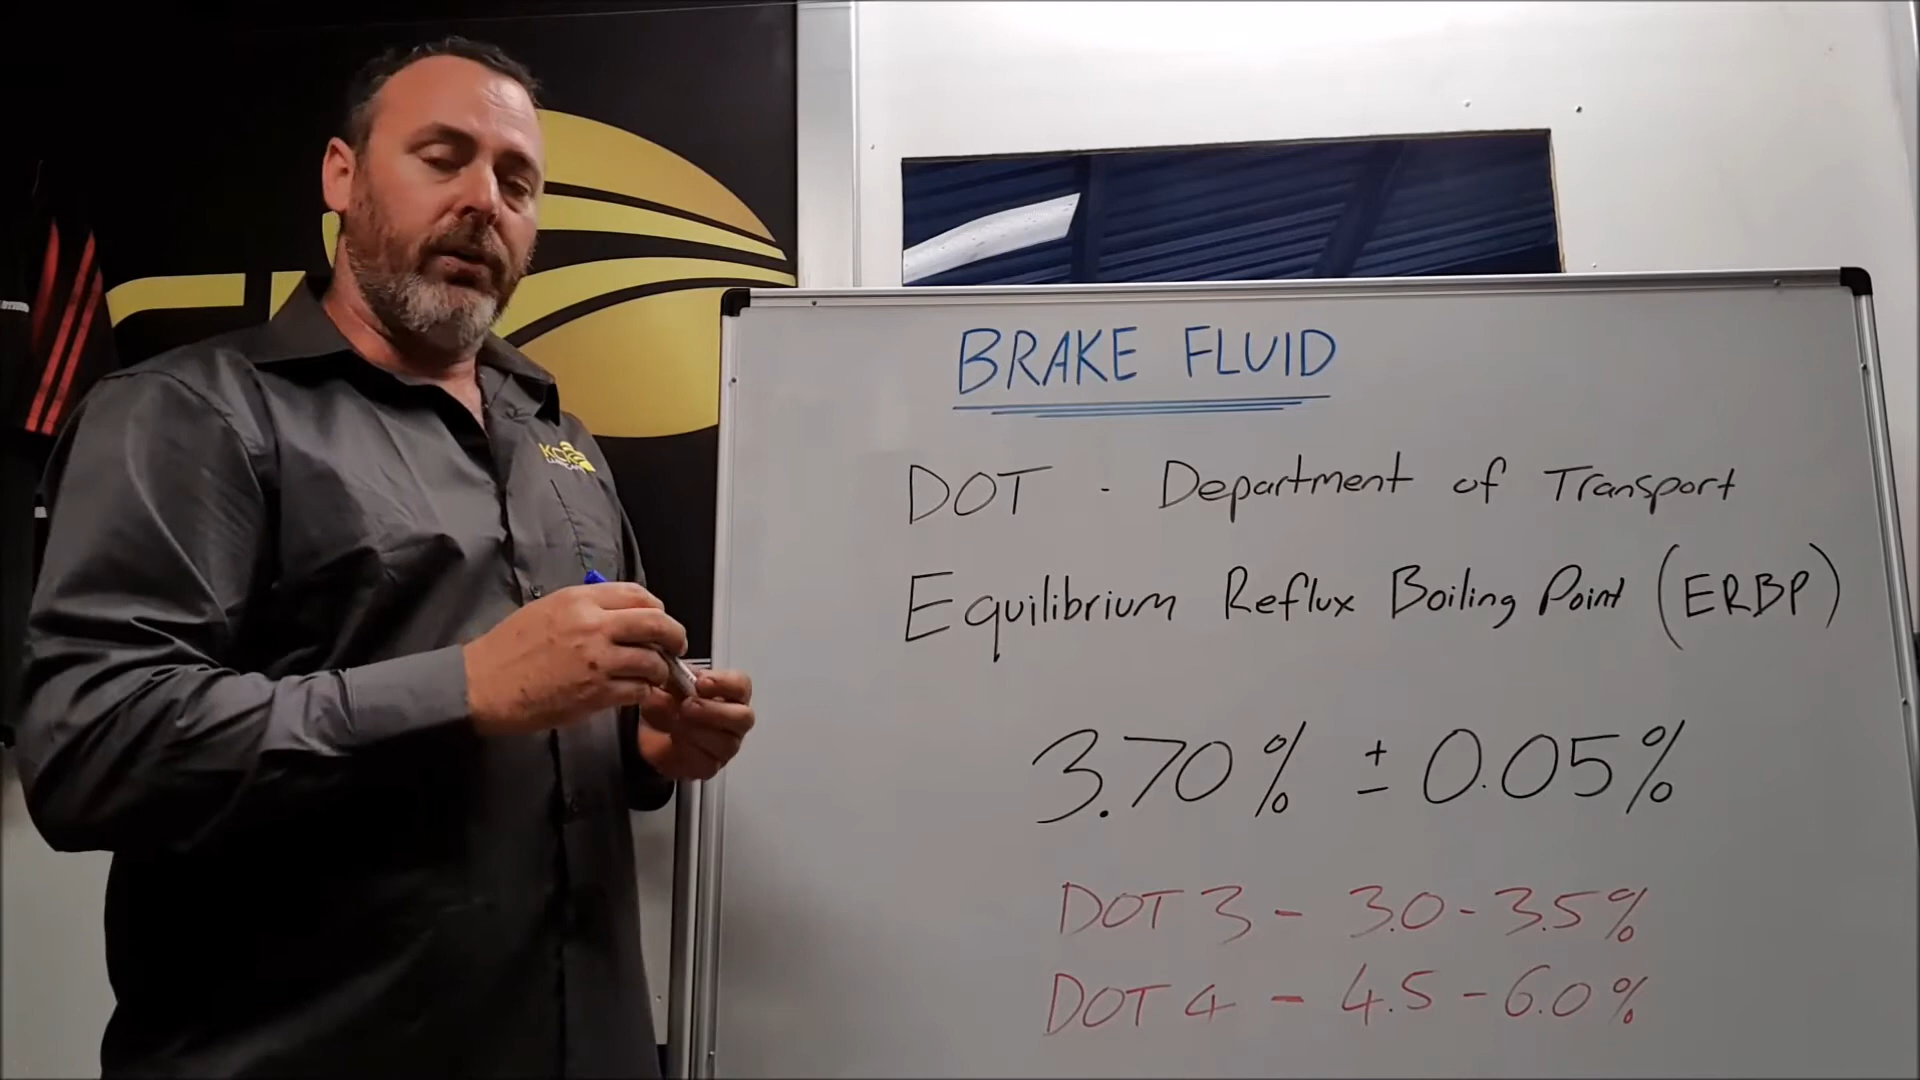 BRAKE FLUID
DOT - Department of Transport
Equilibrium Reflux Boiling Point (ERBP)
3.70% ± 0.05%
DOT 3 - 3.0 - 3.5%
DOT 4 - 4.5 - 6.0%